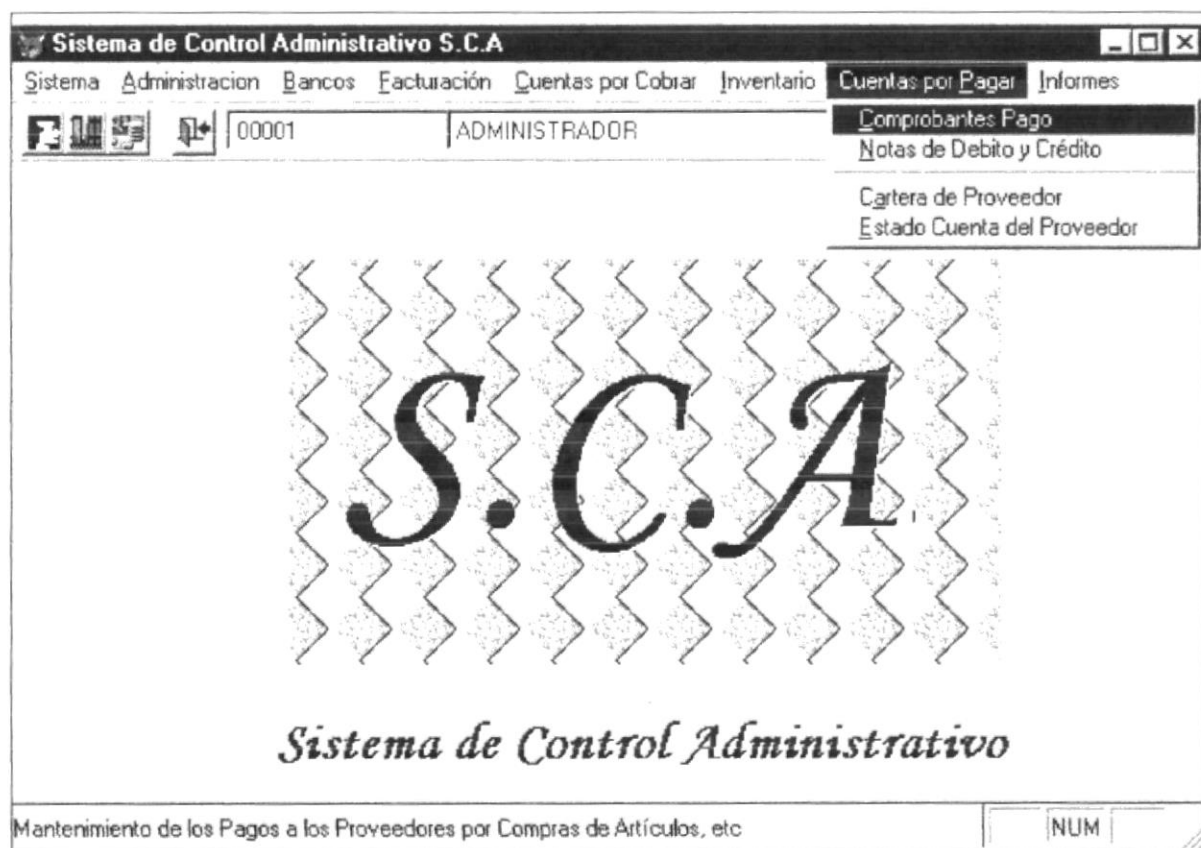 Sistema de Control Administrativo S.C.A
Sistema Administracion Bancos Facturación Cuentas por Cobrar Inventario Cuentas por Pagar Informes
00001 ADMINISTRADOR
Comprobantes Pago
Notas de Debito y Crédito
Cartera de Proveedor
Estado Cuenta del Proveedor
S.C.A
Sistema de Control Administrativo
Mantenimiento de los Pagos a los Proveedores por Compras de Artículos, etc NUM